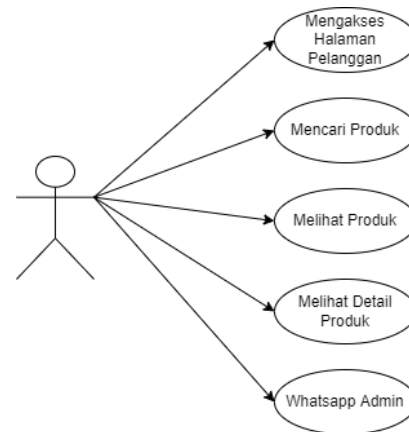 Mengakses
Halaman
Pelanggan
Mencari Produk
Melihat Produk
Melihat Detail
Produk
Whatsapp Admin